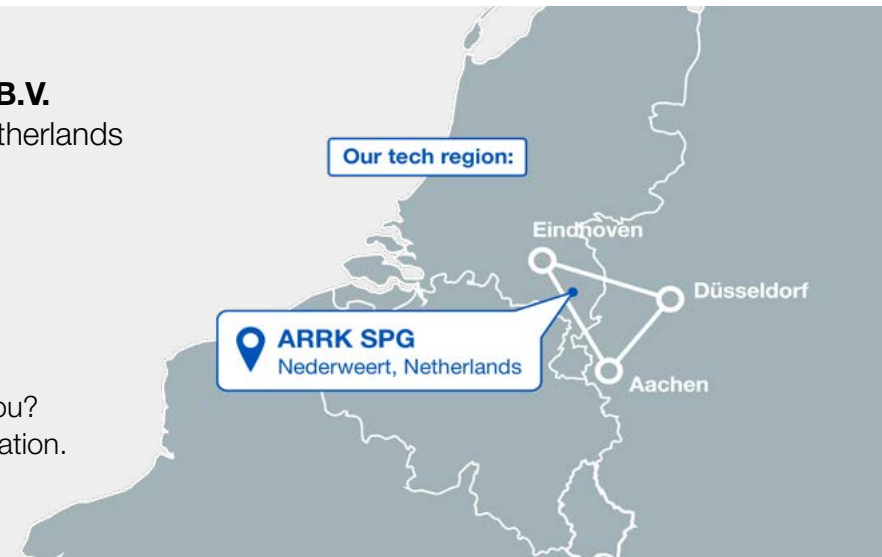 B.V.
therlands
Our tech region:
Eindhoven
Düsseldorf
ARRK SPG
Nederweert, Netherlands
Aachen
ou?
ation.